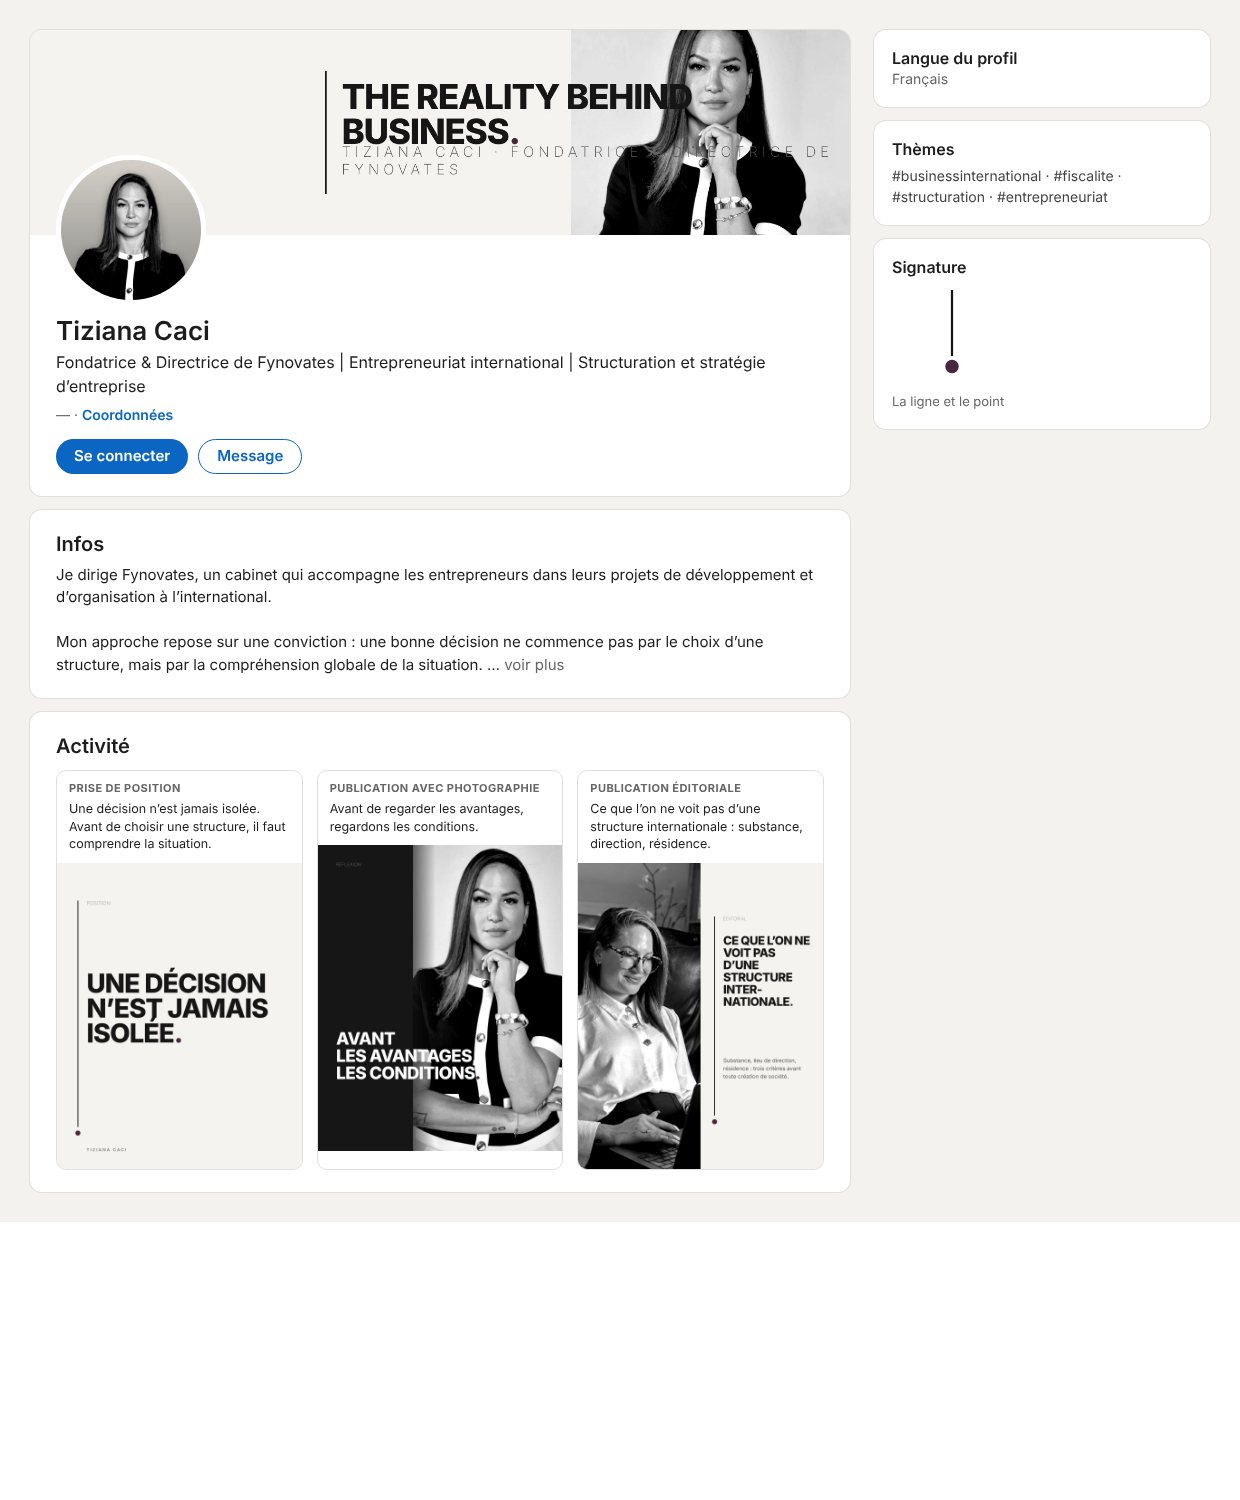 THE REALITY BEHIND
BUSINESS.
TIZIANA CACI · FONDATRICE & DIRECTRICE DE
FYNOVATES
Tiziana Caci
Fondatrice & Directrice de Fynovates | Entrepreneuriat international | Structuration et stratégie
d’entreprise
— · Coordonnées
Se connecter
Message
Infos
Je dirige Fynovates, un cabinet qui accompagne les entrepreneurs dans leurs projets de développement et
d’organisation à l’international.
Mon approche repose sur une conviction : une bonne décision ne commence pas par le choix d’une
structure, mais par la compréhension globale de la situation. ... voir plus
Activité
PRISE DE POSITION
Une décision n’est jamais isolée.
Avant de choisir une structure, il faut
comprendre la situation.
POSITION
UNE DÉCISION
N’EST JAMAIS
ISOLÉE.
TIZIANA CACI
PUBLICATION AVEC PHOTOGRAPHIE
Avant de regarder les avantages,
regardons les conditions.
RÉFLEXION
AVANT
LES AVANTAGES,
LES CONDITIONS.
PUBLICATION ÉDITORIALE
Ce que l’on ne voit pas d’une
structure internationale : substance,
direction, résidence.
EDITORIAL
CE QUE L’ON NE
VOIT PAS
D’UNE
STRUCTURE
INTER-
NATIONALE.
Substance, lieu de direction,
résidence : trois critères avant
toute création de société.
Langue du profil
Français
Thèmes
#businessinternational · #fiscalite ·
#structuration · #entrepreneuriat
Signature
La ligne et le point